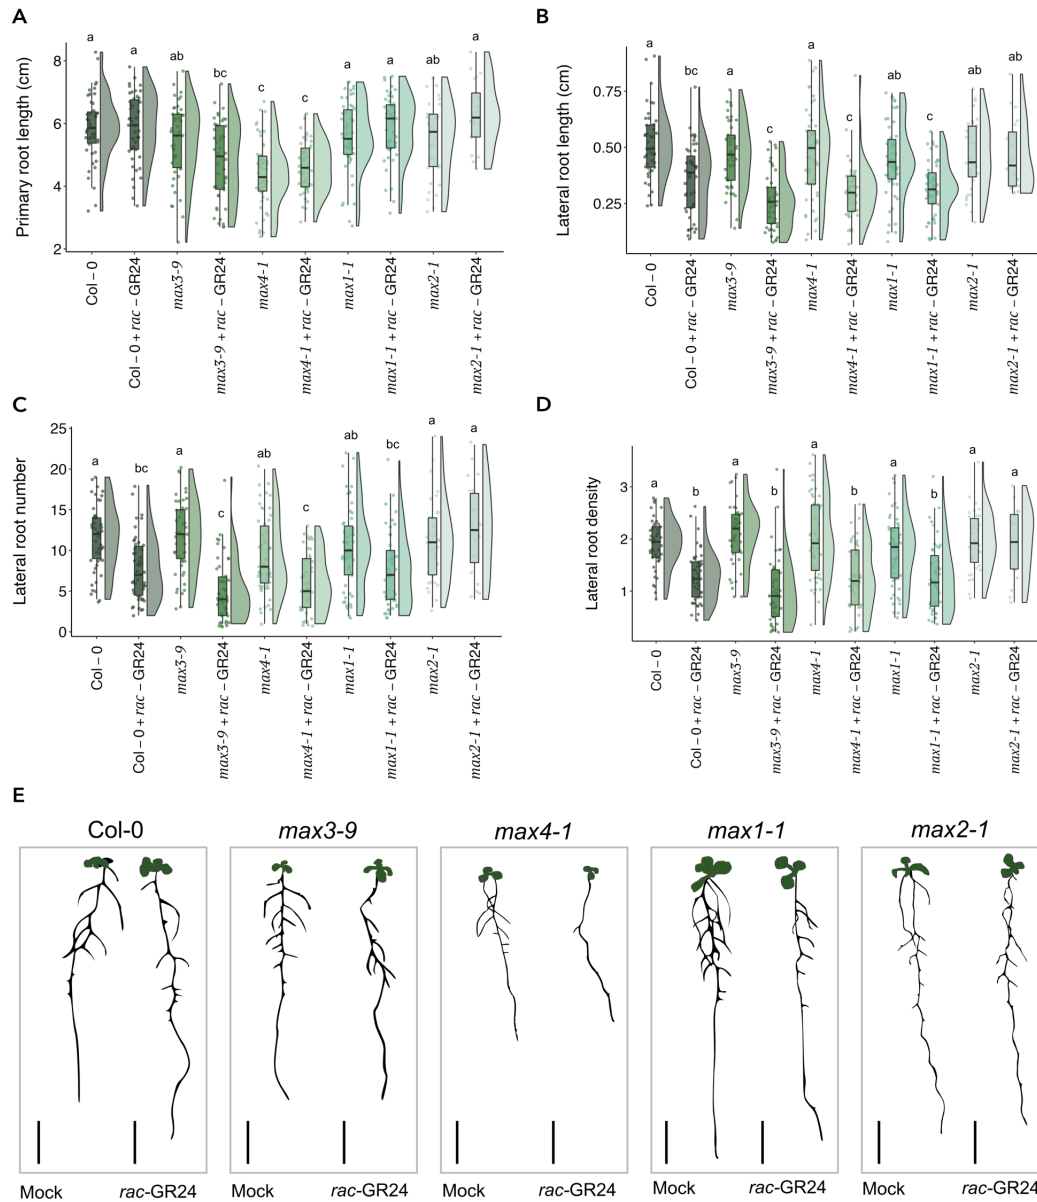 A
Primary root length (cm)
8
6
4
2
a
a
ab
bc
c
c
a
a
ab
a
Col – 0
Col – 0 + rac – GR24
max3-9
max3-9 + rac – GR24
max4-1
max4-1 + rac – GR24
max1-1
max1-1 + rac – GR24
max2-1
max2-1 + rac – GR24
B
Lateral root length (cm)
0.75
0.50
0.25
a
bc
a
c
a
c
ab
c
ab
ab
Col – 0
Col – 0 + rac – GR24
max3-9
max3-9 + rac – GR24
max4-1
max4-1 + rac – GR24
max1-1
max1-1 + rac – GR24
max2-1
max2-1 + rac – GR24
C
Lateral root number
25
20
15
10
5
0
a
bc
a
c
ab
c
ab
bc
a
a
Col – 0
Col – 0 + rac – GR24
max3-9
max3-9 + rac – GR24
max4-1
max4-1 + rac – GR24
max1-1
max1-1 + rac – GR24
max2-1
max2-1 + rac – GR24
D
Lateral root density
3
2
1
a
b
a
b
a
b
a
b
a
a
Col – 0
Col – 0 + rac – GR24
max3-9
max3-9 + rac – GR24
max4-1
max4-1 + rac – GR24
max1-1
max1-1 + rac – GR24
max2-1
max2-1 + rac – GR24
E
Col-0
max3-9
max4-1
max1-1
max2-1
Mock
rac-GR24
Mock
rac-GR24
Mock
rac-GR24
Mock
rac-GR24
Mock
rac-GR24